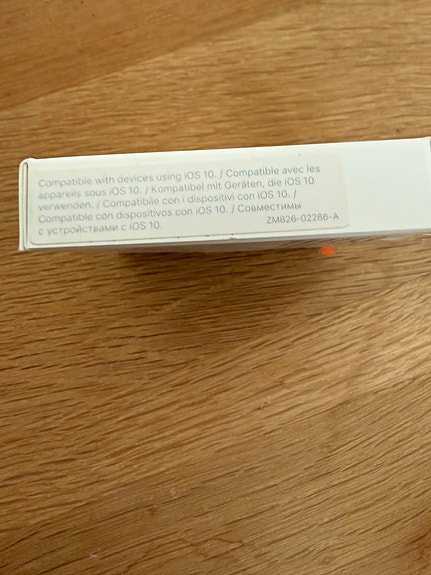 Compatible with devices using iOS 10. / Compatible avec les
appareils sous iOS 10. / Kompatibel mit Geräten, die iOS 10
verwenden. / Compatibile con i dispositivi con iOS 10. /
Compatible con dispositivos con iOS 10. / Совместимы
с устройствами с iOS 10.
ZM826-02286-A